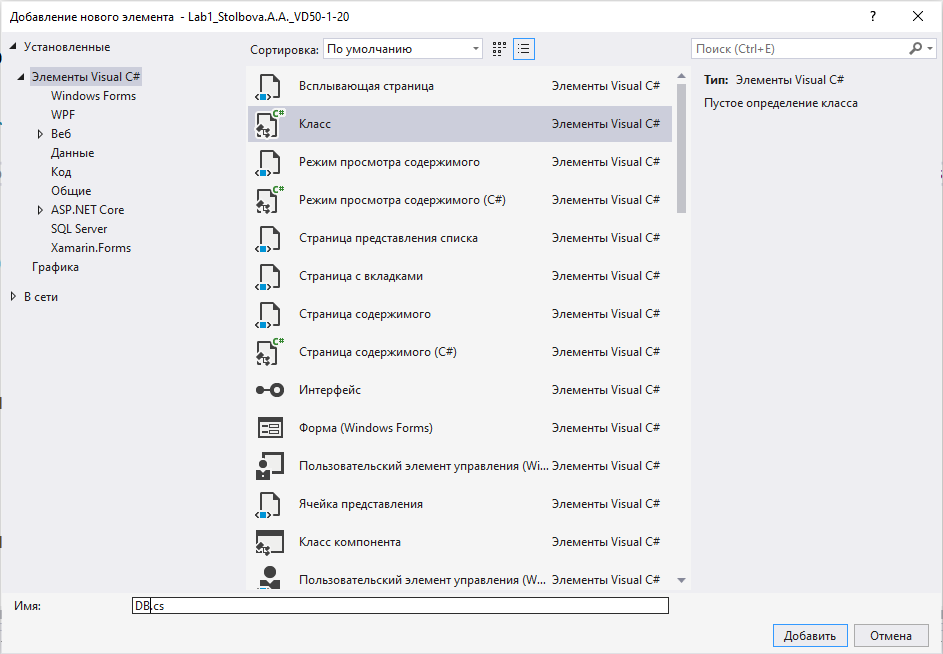 Добавление нового элемента - Lab1_Stolbova.A.A._VD50-1-20
? 
Установленные
Элементы Visual C#
Windows Forms
WPF
Веб
Данные
Код
Общие
ASP.NET Core
SQL Server
Xamarin.Forms
Графика
В сети
Сортировка: По умолчанию
Всплывающая страница Элементы Visual C#
C# Класс Элементы Visual C#
Режим просмотра содержимого Элементы Visual C#
C# Режим просмотра содержимого (C#) Элементы Visual C#
Страница представления списка Элементы Visual C#
Страница с вкладками Элементы Visual C#
Страница содержимого Элементы Visual C#
C# Страница содержимого (C#) Элементы Visual C#
Интерфейс Элементы Visual C#
Форма (Windows Forms) Элементы Visual C#
Пользовательский элемент управления (Wi... Элементы Visual C#
Ячейка представления Элементы Visual C#
Класс компонента Элементы Visual C#
Пользовательский элемент управления (W... Элементы Visual C#
Поиск (Ctrl+E)
Тип: Элементы Visual C#
Пустое определение класса
Имя: DB.cs
Добавить Отмена